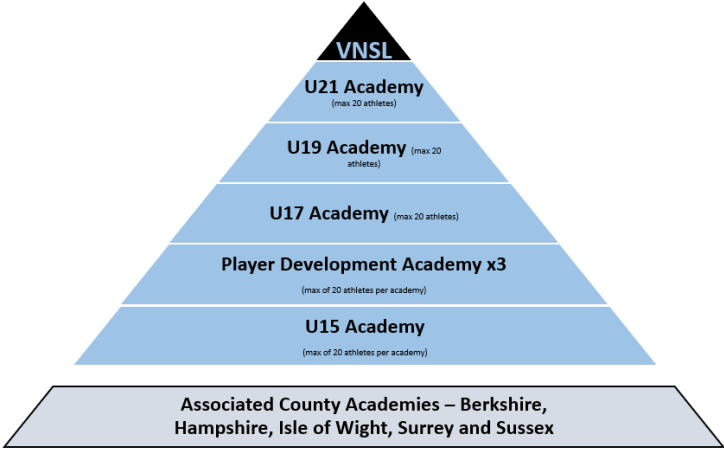 VNSL
U21 Academy
(max 20 athletes)
U19 Academy (max 20
athletes)
U17 Academy (max 20 athletes)
Player Development Academy x3
(max of 20 athletes per academy)
U15 Academy
(max of 20 athletes per academy)
Associated County Academies – Berkshire,
Hampshire, Isle of Wight, Surrey and Sussex